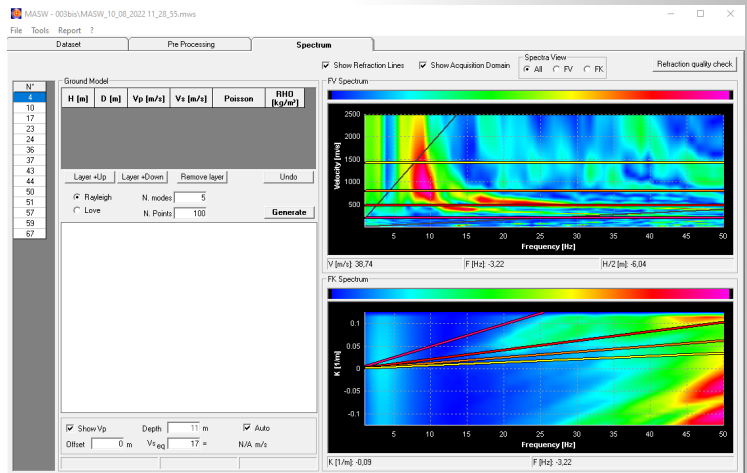 MASW - 003bis\MASW_10_08_2022 11_28_55.mws
File Tools Report ?
Dataset Pre Processing Spectrum
Show Refraction Lines Show Acquisition Domain Spectra View All FV FK Refraction quality check
N°
4
10
17
23
24
36
37
43
44
50
51
57
59
67
Ground Model
H [m] D [m] Vp [m/s] Vs [m/s] Poisson RHO [kg/m³]
Layer +Up Layer +Down Remove layer Undo
Rayleigh N. modes 5
Love N. Points 100 Generate
Show Vp Depth 11 m Auto
Offset 0 m Vs eq 17 = N/A m/s
FV Spectrum
2500
2000
1500
1000
500
Velocity [m/s]
5 10 15 20 25 30 35 40 45 50
Frequency [Hz]
V [m/s]: 38,74 F [Hz]: -3,22 H/2 [m]: -6,04
FK Spectrum
0.1
0.05
0
-0.05
-0.1
K [1/m]
5 10 15 20 25 30 35 40 45 50
Frequency [Hz]
K [1/m]: -0,09 F [Hz]: -3,22